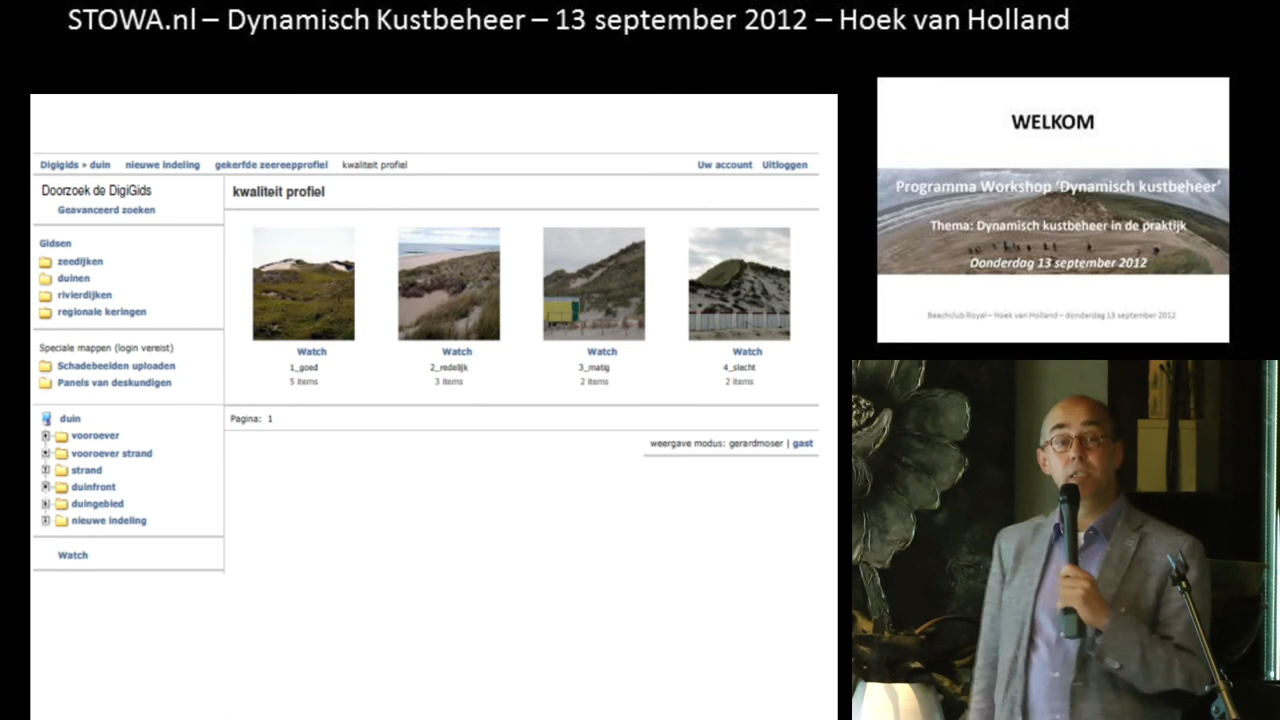 STOWA.nl – Dynamisch Kustbeheer – 13 september 2012 – Hoek van Holland
Digigids » duin nieuwe indeling gekerfde zeereepprofiel kwaliteit profiel Uw account Uitloggen
Doorzoek de DigiGids
Geavanceerd zoeken
Gidsen
zeedijken
duinen
rivierdijken
regionale keringen
Speciale mappen (login vereist)
Schadebeelden uploaden
Panels van deskundigen
duin
vooroever
vooroever strand
strand
duinfront
duingebied
nieuwe indeling
Watch
kwaliteit profiel
Watch Watch Watch Watch
1_goed 2_redelijk 3_matig 4_slecht
5 items 3 items 2 items 2 items
Pagina: 1
weergave modus: gerardmoser | gast
WELKOM
Programma Workshop ‘Dynamisch kustbeheer’
Thema: Dynamisch kustbeheer in de praktijk
Donderdag 13 september 2012
Beachclub Royal – Hoek van Holland – donderdag 13 september 2012